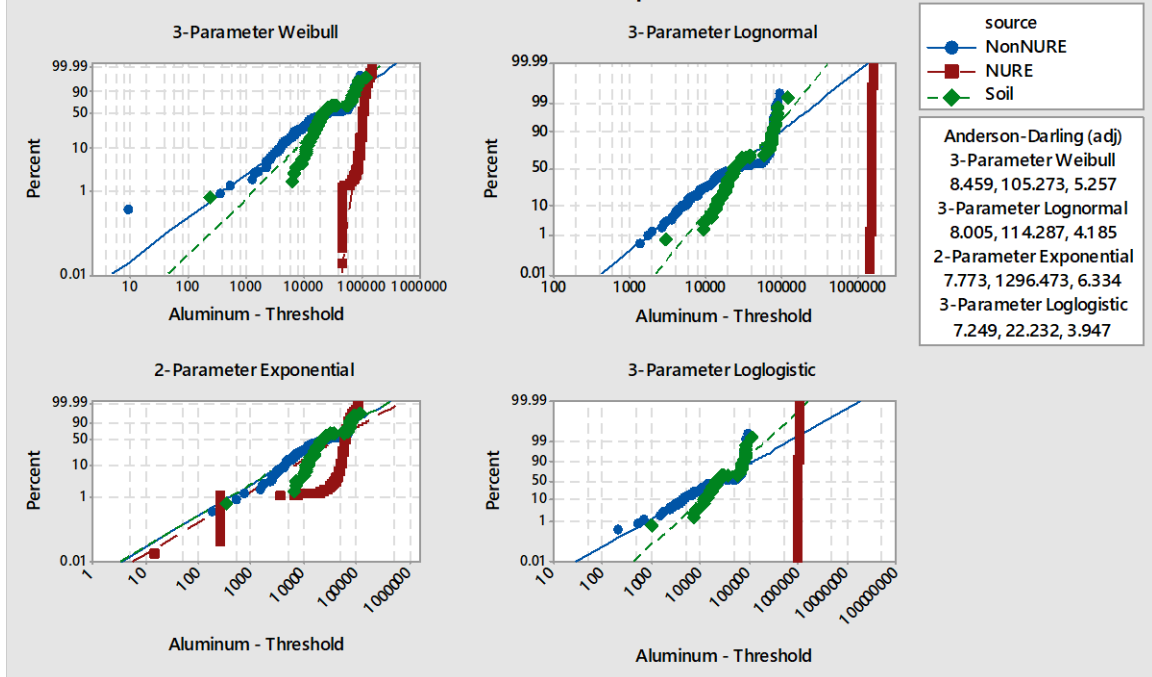 3-Parameter Weibull
99.99
90
50
10
1
0.01
Percent
10
100
1000
10000
100000
1000000
Aluminum - Threshold
3-Parameter Lognormal
99.99
99
90
50
10
1
0.01
Percent
100
1000
10000
100000
1000000
Aluminum - Threshold
source
NonNURE
NURE
Soil
Anderson-Darling (adj)
3-Parameter Weibull
8.459, 105.273, 5.257
3-Parameter Lognormal
8.005, 114.287, 4.185
2-Parameter Exponential
7.773, 1296.473, 6.334
3-Parameter Loglogistic
7.249, 22.232, 3.947
2-Parameter Exponential
99.99
90
50
10
1
0.01
Percent
1
10
100
1000
10000
100000
1000000
Aluminum - Threshold
3-Parameter Loglogistic
99.99
99
90
50
10
1
0.01
Percent
10
100
1000
10000
100000
1000000
10000000
100000000
Aluminum - Threshold